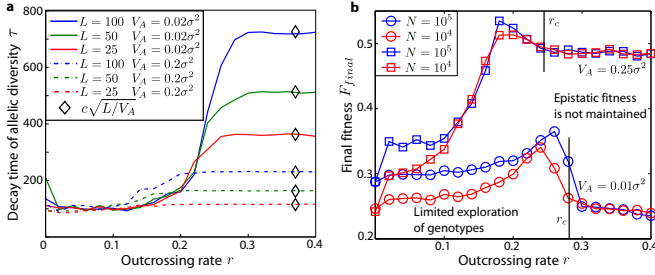 a
Decay time of allelic diversity τ
800
600
400
200
L = 100 V_A = 0.02σ²
L = 50 V_A = 0.02σ²
L = 25 V_A = 0.02σ²
L = 100 V_A = 0.2σ²
L = 50 V_A = 0.2σ²
L = 25 V_A = 0.2σ²
c√L/V_A
0 0.1 0.2 0.3 0.4
Outcrossing rate r
b
Final fitness F_final
0.5
0.4
0.3
0.2
N = 10⁵
N = 10⁴
N = 10⁵
N = 10⁴
r_c
V_A = 0.25σ²
Epistatic fitness
is not maintained
V_A = 0.01σ²
Limited exploration
of genotypes
r_c
0.1 0.2 0.3 0.4
Outcrossing rate r